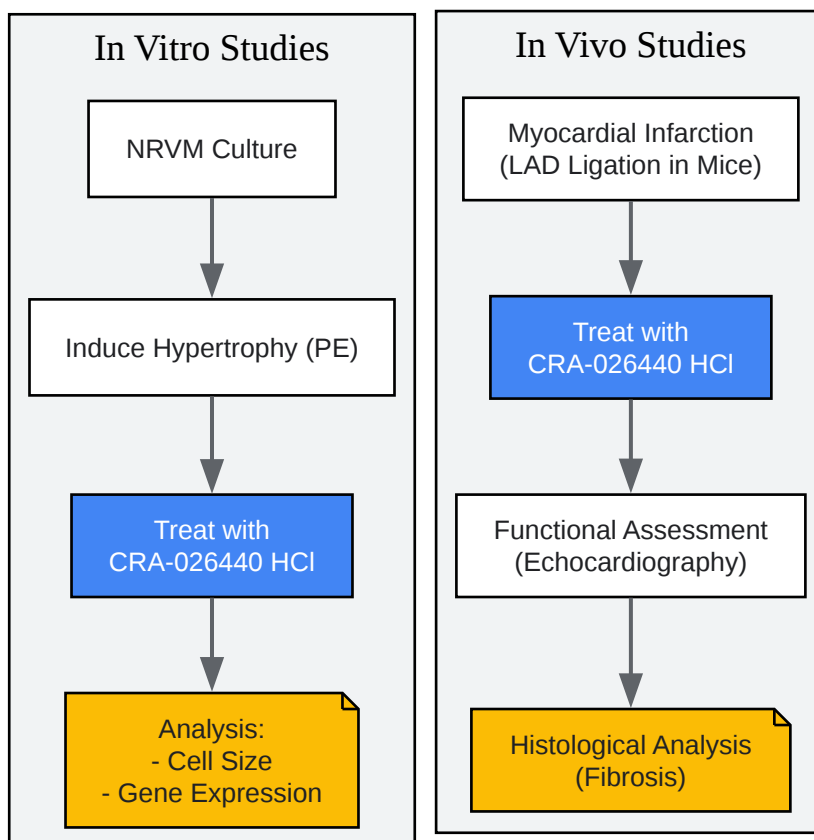 In Vitro Studies
NRVM Culture
Induce Hypertrophy (PE)
Treat with
CRA-026440 HCl
Analysis:
- Cell Size
- Gene Expression
In Vivo Studies
Myocardial Infarction
(LAD Ligation in Mice)
Treat with
CRA-026440 HCl
Functional Assessment
(Echocardiography)
Histological Analysis
(Fibrosis)